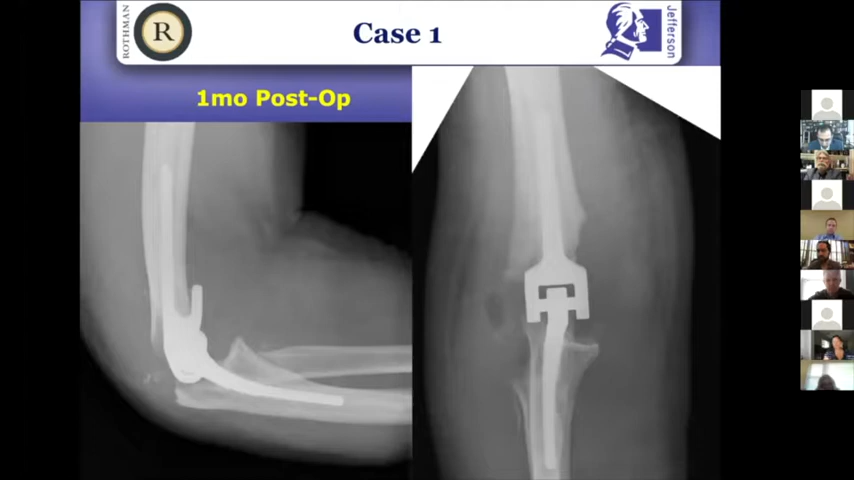 ROTHMAN
R
Case 1
Jefferson
1mo Post-Op